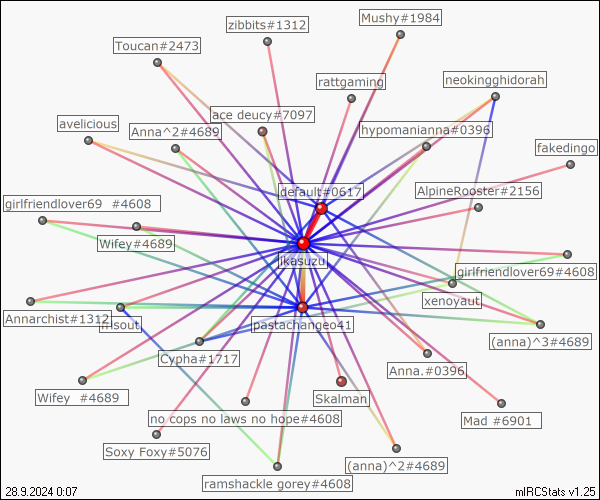 Mushy#1984
zibbits#1312
Toucan#2473
rattgaming
neokingghidorah
ace deucy#7097
avelicious
Anna^2#4689
hypomanianna#0396
fakedingo
default#0617
AlpineRooster#2156
girlfriendlover69 #4608
Wifey#4689
ikasuzu
girlfriendlover69#4608
xenoyaut
Annarchist#1312
misout
pastachangeo41
(anna)^3#4689
Cypha#1717
Anna.#0396
Wifey #4689
Skalman
no cops no laws no hope#4608
Mad #6901
Soxy Foxy#5076
(anna)^2#4689
ramshackle gorey#4608
28.9.2024 0:07
mIRCStats v1.25